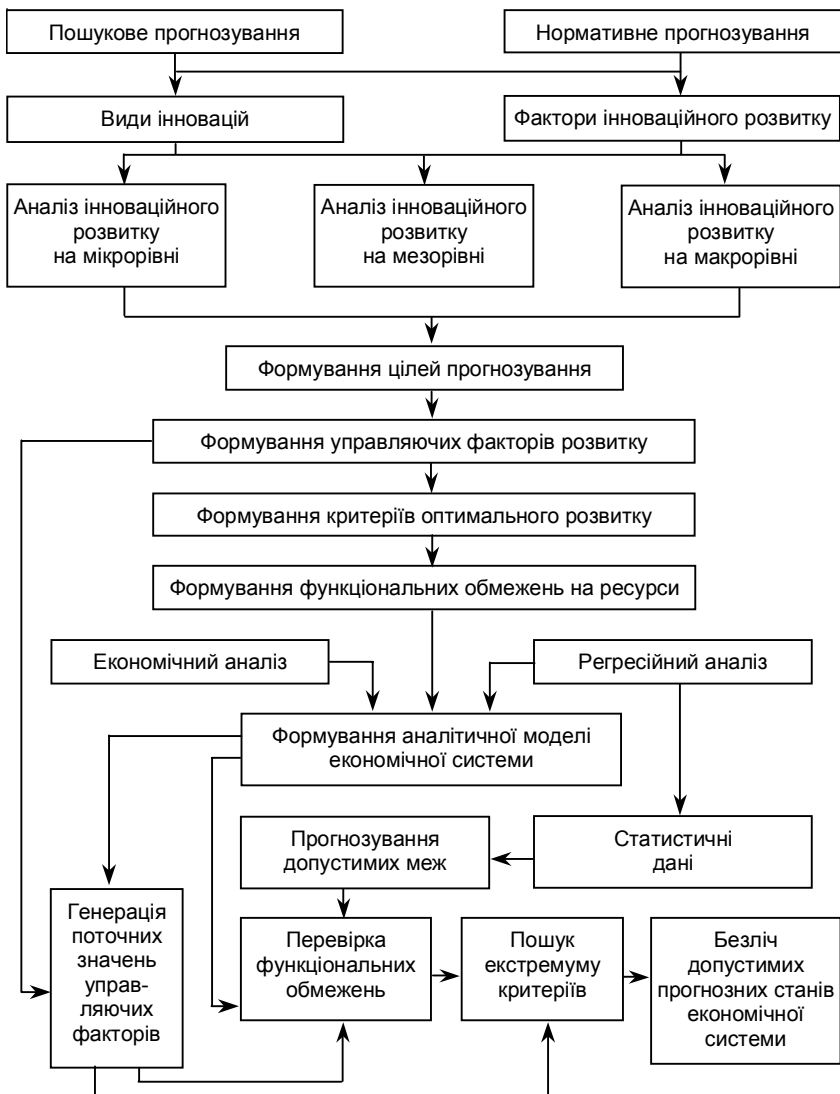 Пошукове прогнозування
Нормативне прогнозування
Види інновацій
Фактори інноваційного розвитку
Аналіз інноваційного
розвитку
на мікрорівні
Аналіз інноваційного
розвитку
на мезорівні
Аналіз інноваційного
розвитку
на макрорівні
Формування цілей прогнозування
Формування управляючих факторів розвитку
Формування критеріїв оптимального розвитку
Формування функціональних обмежень на ресурси
Економічний аналіз
Регресійний аналіз
Формування аналітичної моделі
економічної системи
Прогнозування
допустимих меж
Статистичні
дані
Генерація
поточних
значень
управ-
ляючих
факторів
Перевірка
функціональних
обмежень
Пошук
екстремуму
критеріїв
Безліч
допустимих
прогнозних станів
економічної
системи